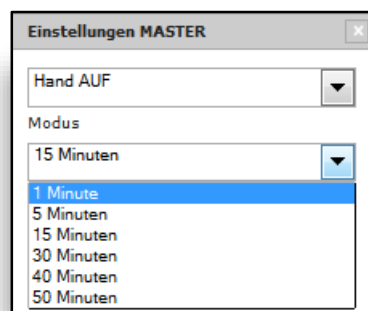 Einstellungen MASTER
Hand AUF
Modus
15 Minuten
1 Minute
5 Minuten
15 Minuten
30 Minuten
40 Minuten
50 Minuten